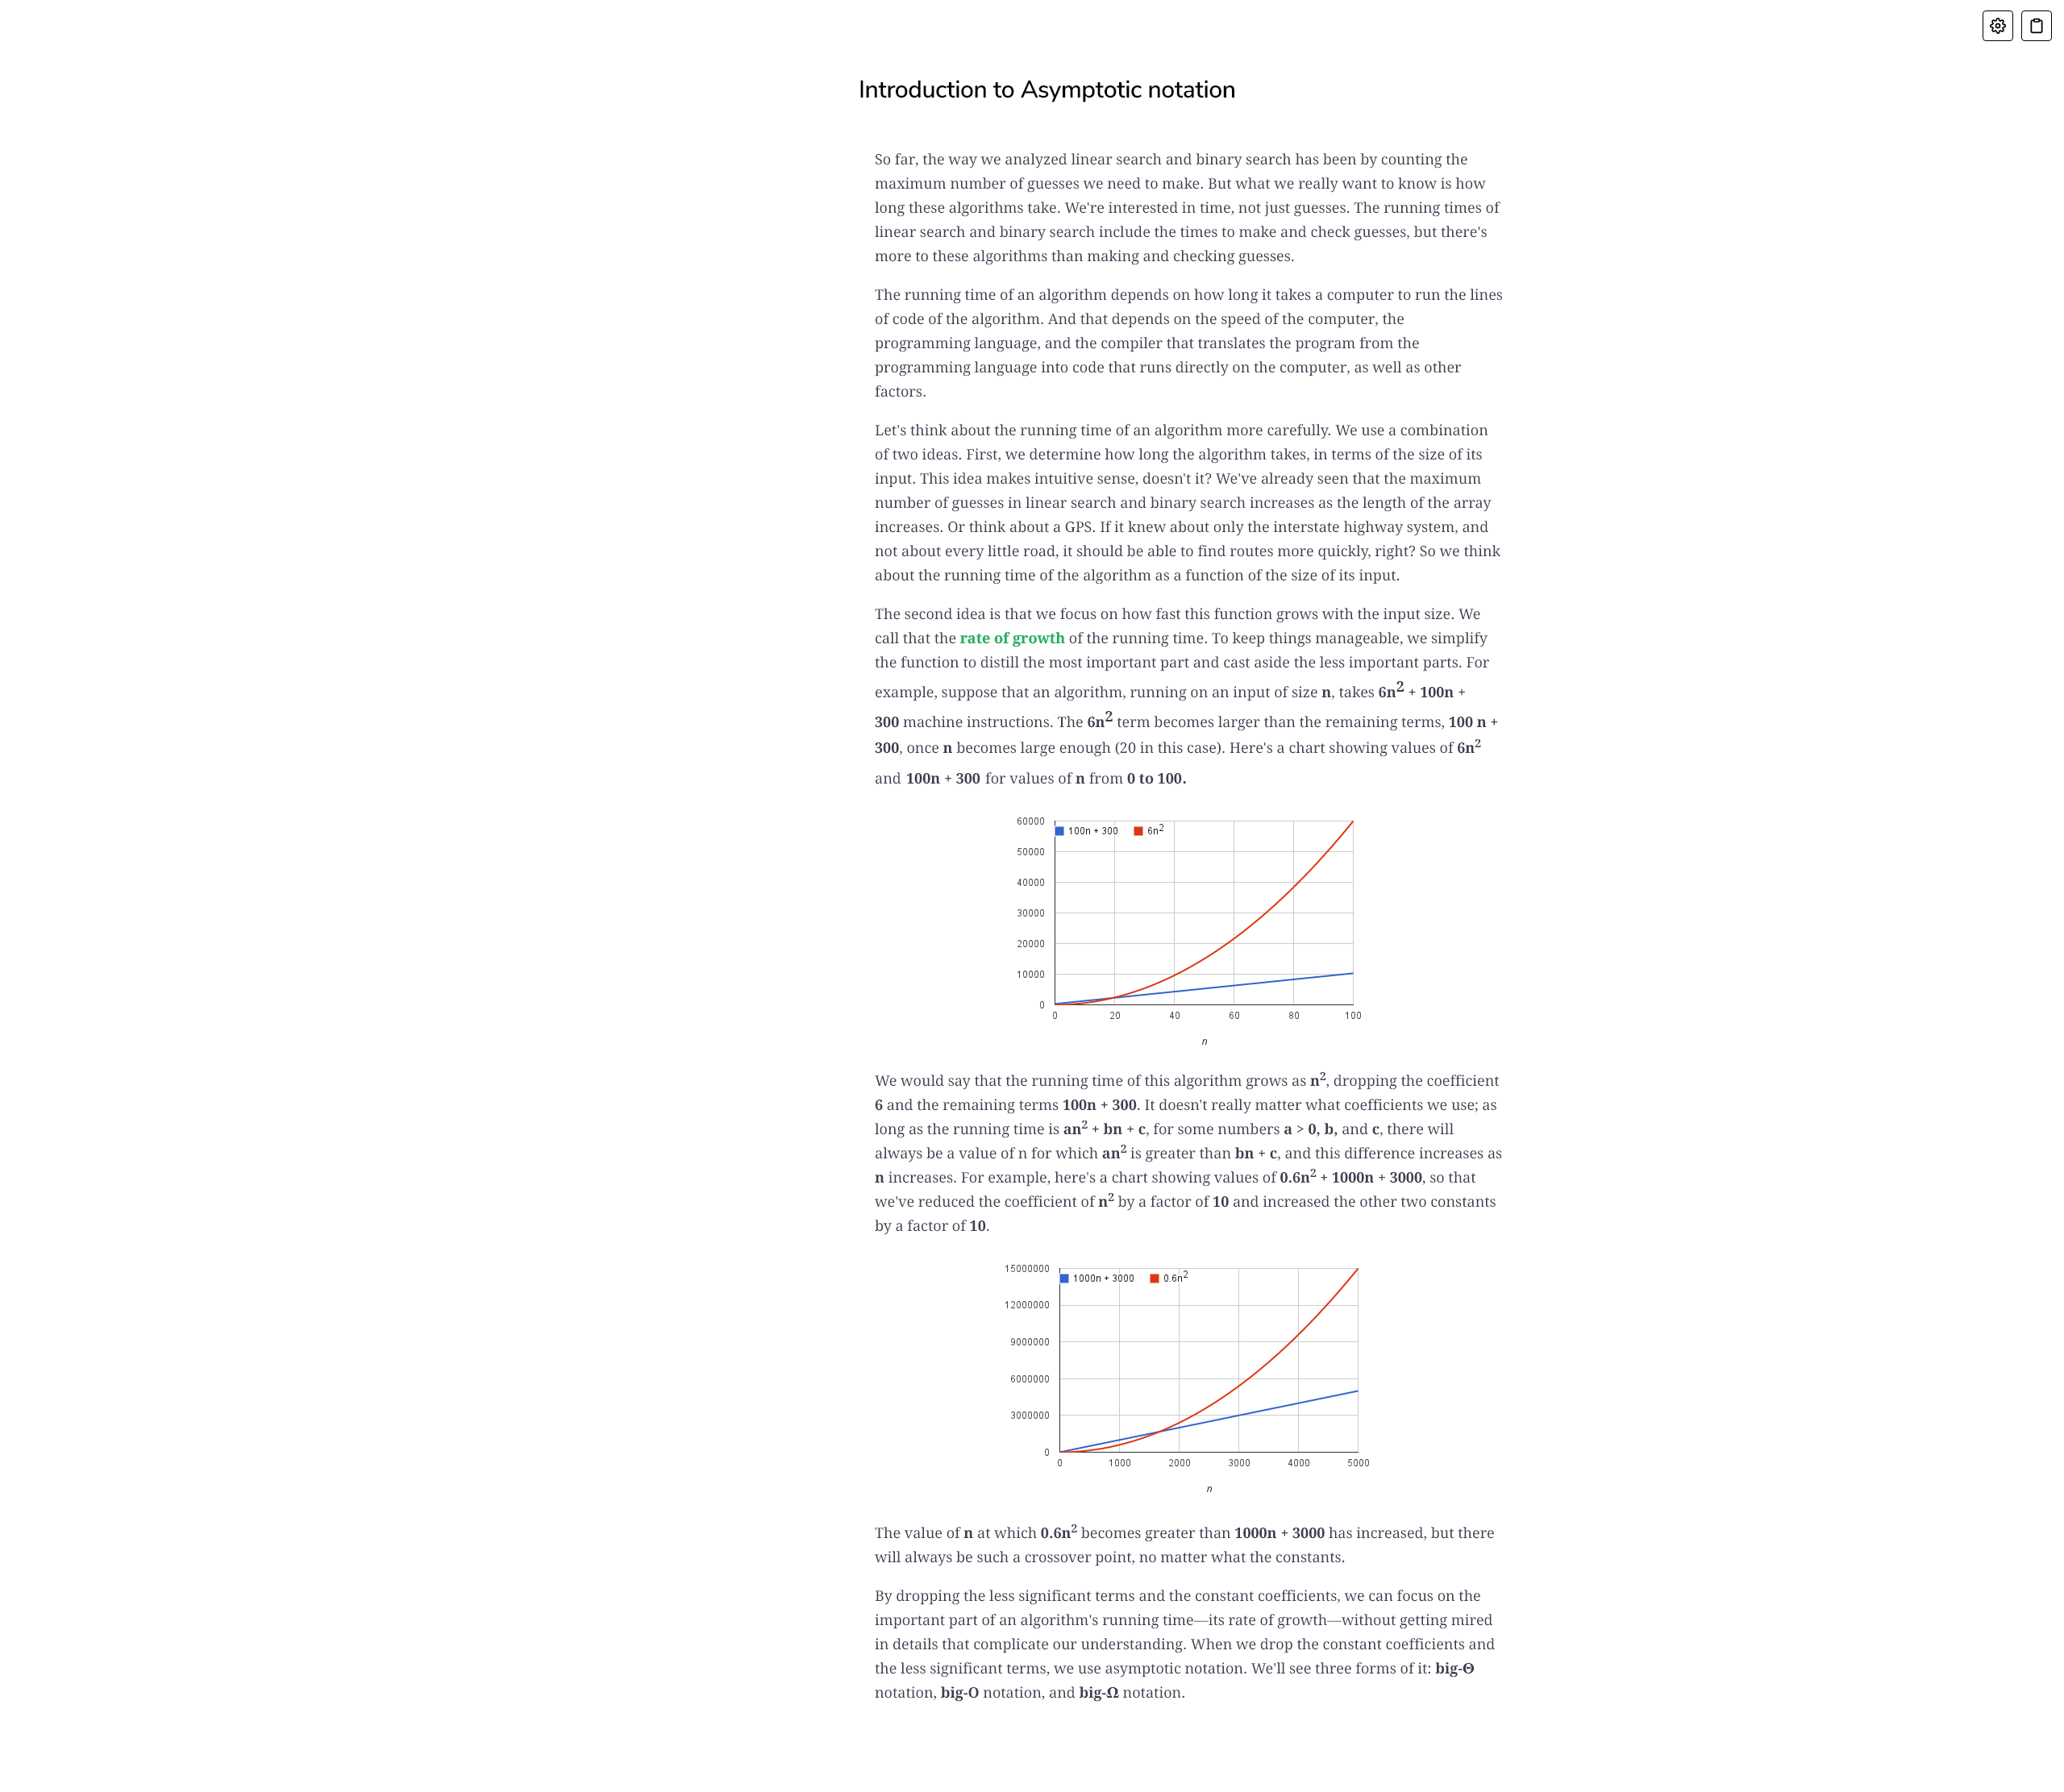 Introduction to Asymptotic notation
So far, the way we analyzed linear search and binary search has been by counting the
maximum number of guesses we need to make. But what we really want to know is how
long these algorithms take. We're interested in time, not just guesses. The running times of
linear search and binary search include the times to make and check guesses, but there's
more to these algorithms than making and checking guesses.
The running time of an algorithm depends on how long it takes a computer to run the lines
of code of the algorithm. And that depends on the speed of the computer, the
programming language, and the compiler that translates the program from the
programming language into code that runs directly on the computer, as well as other
factors.
Let's think about the running time of an algorithm more carefully. We use a combination
of two ideas. First, we determine how long the algorithm takes, in terms of the size of its
input. This idea makes intuitive sense, doesn't it? We've already seen that the maximum
number of guesses in linear search and binary search increases as the length of the array
increases. Or think about a GPS. If it knew about only the interstate highway system, and
not about every little road, it should be able to find routes more quickly, right? So we think
about the running time of the algorithm as a function of the size of its input.
The second idea is that we focus on how fast this function grows with the input size. We
call that the rate of growth of the running time. To keep things manageable, we simplify
the function to distill the most important part and cast aside the less important parts. For
example, suppose that an algorithm, running on an input of size n, takes 6n² + 100n +
300 machine instructions. The 6n² term becomes larger than the remaining terms, 100 n +
300, once n becomes large enough (20 in this case). Here's a chart showing values of 6n²
and 100n + 300 for values of n from 0 to 100.
100n + 300 6n²
60000
50000
40000
30000
20000
10000
0
0 20 40 60 80 100
n
We would say that the running time of this algorithm grows as n², dropping the coefficient
6 and the remaining terms 100n + 300. It doesn't really matter what coefficients we use; as
long as the running time is an² + bn + c, for some numbers a > 0, b, and c, there will
always be a value of n for which an² is greater than bn + c, and this difference increases as
n increases. For example, here's a chart showing values of 0.6n² + 1000n + 3000, so that
we've reduced the coefficient of n² by a factor of 10 and increased the other two constants
by a factor of 10.
1000n + 3000 0.6n²
15000000
12000000
9000000
6000000
3000000
0
0 1000 2000 3000 4000 5000
n
The value of n at which 0.6n² becomes greater than 1000n + 3000 has increased, but there
will always be such a crossover point, no matter what the constants.
By dropping the less significant terms and the constant coefficients, we can focus on the
important part of an algorithm's running time—its rate of growth—without getting mired
in details that complicate our understanding. When we drop the constant coefficients and
the less significant terms, we use asymptotic notation. We'll see three forms of it: big-Θ
notation, big-O notation, and big-Ω notation.